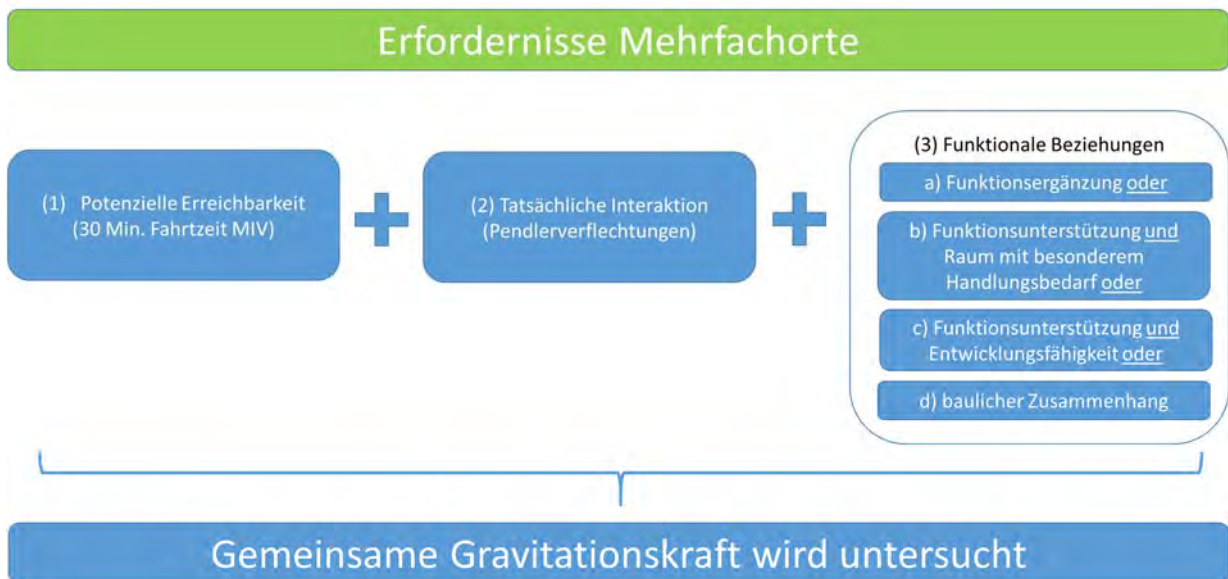 Erfordernisse Mehrfachorte
(1) Potenzielle Erreichbarkeit
(30 Min. Fahrtzeit MIV)
(2) Tatsächliche Interaktion
(Pendlerverflechtungen)
(3) Funktionale Beziehungen
a) Funktionsergänzung oder
b) Funktionsunterstützung und
Raum mit besonderem
Handlungsbedarf oder
c) Funktionsunterstützung und
Entwicklungsfähigkeit oder
d) baulicher Zusammenhang
Gemeinsame Gravitationskraft wird untersucht